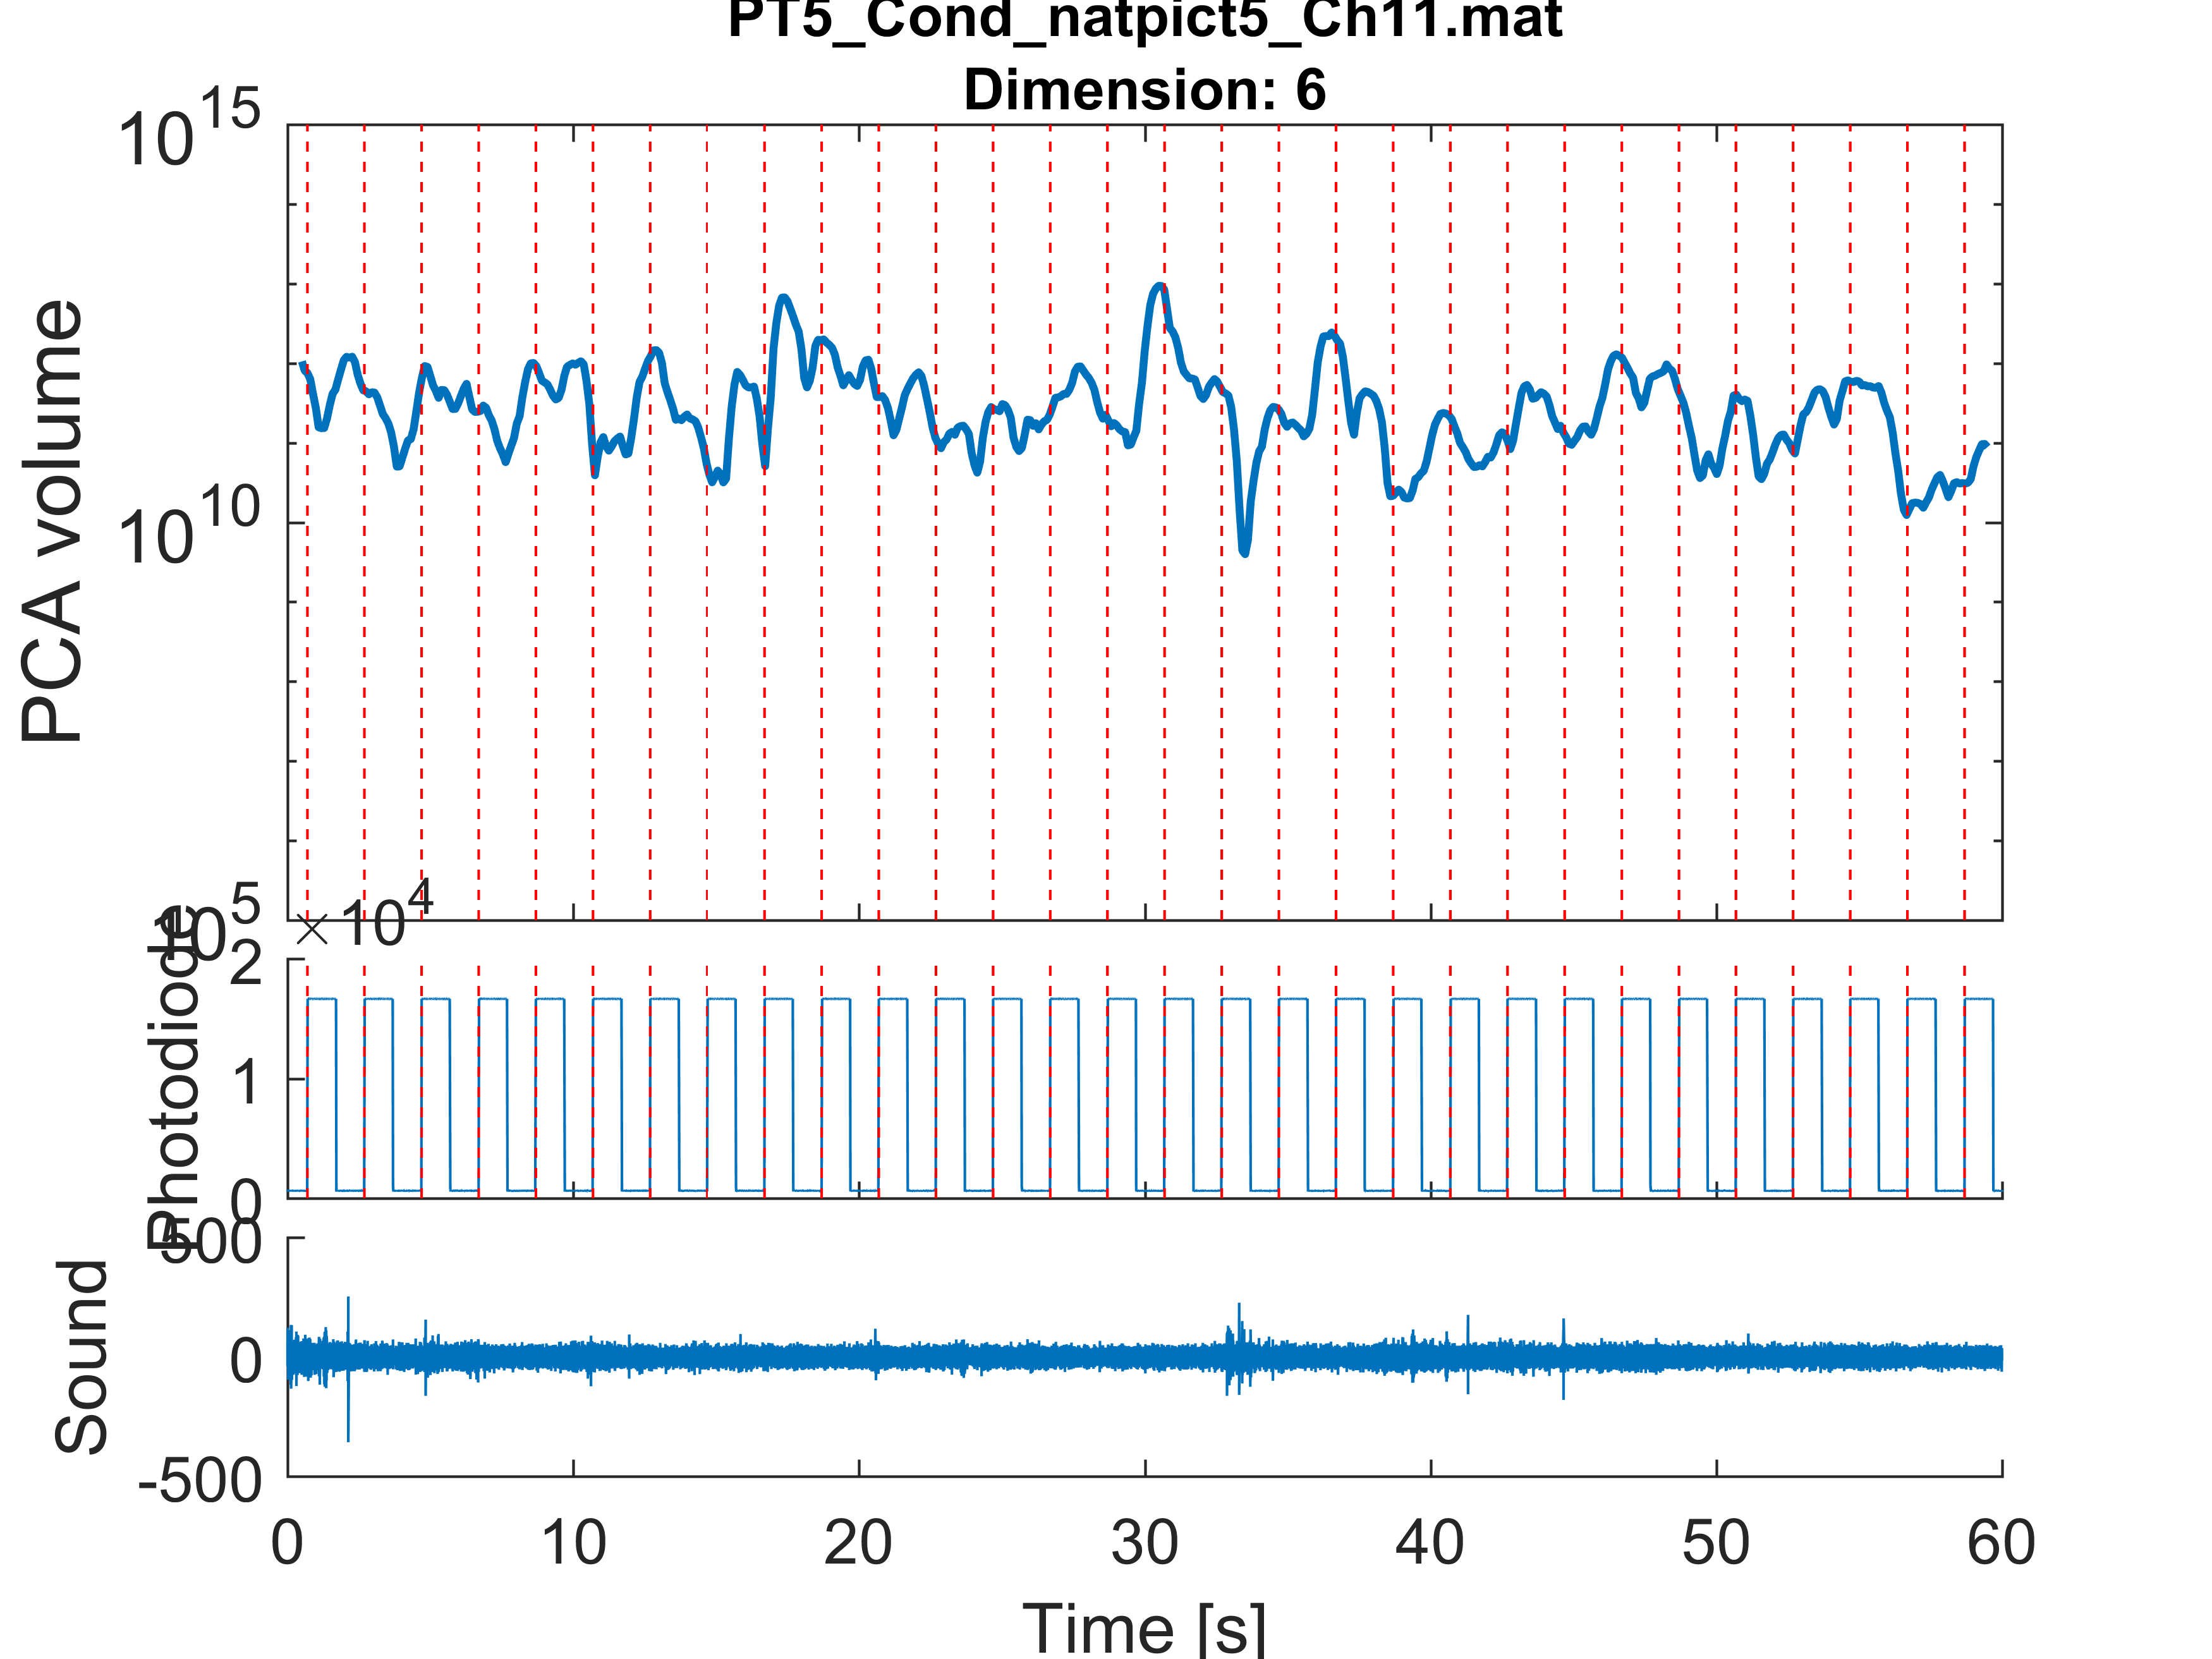 PT5_Cond_natpict5_Ch11.mat
Dimension: 6
PCA volume
10^15
10^10
10^5
× 10^4
Photodiode
2
1
0
Sound
500
0
-500
0 10 20 30 40 50 60
Time [s]